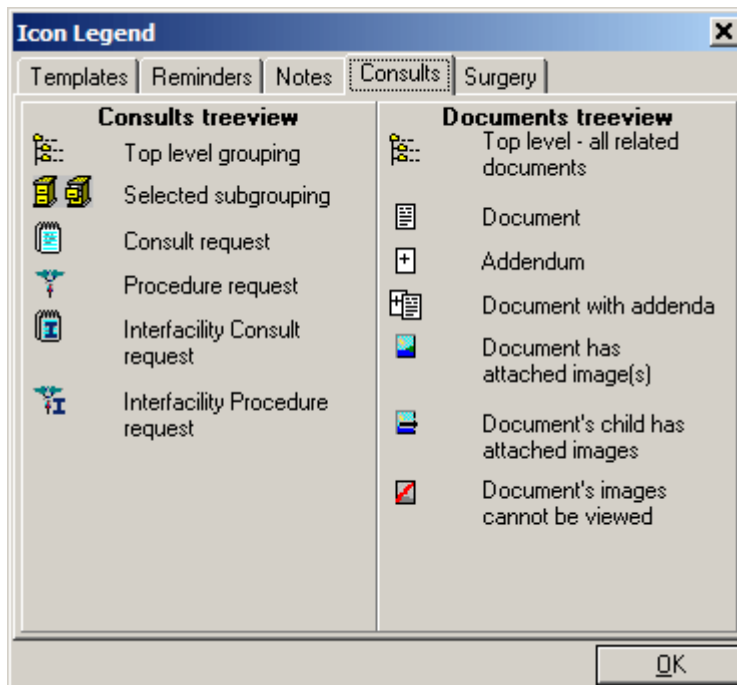 Icon Legend
Templates Reminders Notes Consults Surgery
Consults treeview
Top level grouping
Selected subgrouping
Consult request
Procedure request
Interfacility Consult
request
Interfacility Procedure
request
Documents treeview
Top level - all related
documents
Document
Addendum
Document with addenda
Document has
attached image(s)
Document's child has
attached images
Document's images
cannot be viewed
OK